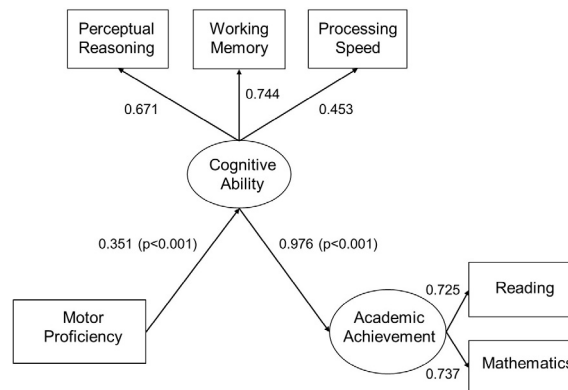 Perceptual
Reasoning
Working
Memory
Processing
Speed
0.671
0.744
0.453
Cognitive
Ability
0.351 (p<0.001)
0.976 (p<0.001)
Motor
Proficiency
Academic
Achievement
0.725
Reading
0.737
Mathematics